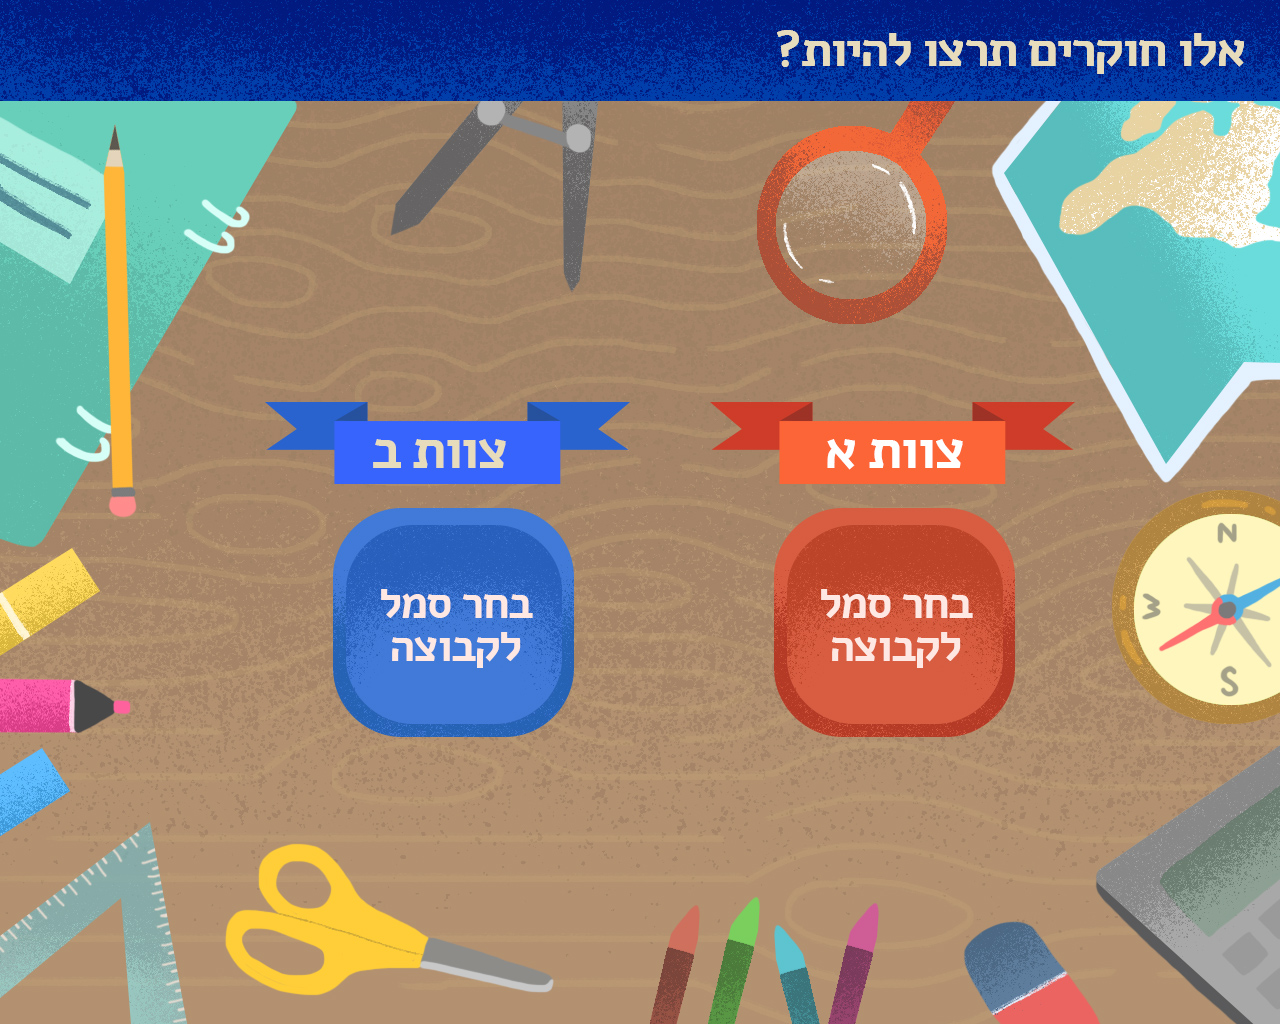 אלו חוקרים תרצו להיות?
צוות א
צוות ב
בחר סמל
לקבוצה
בחר סמל
לקבוצה
N
W
S